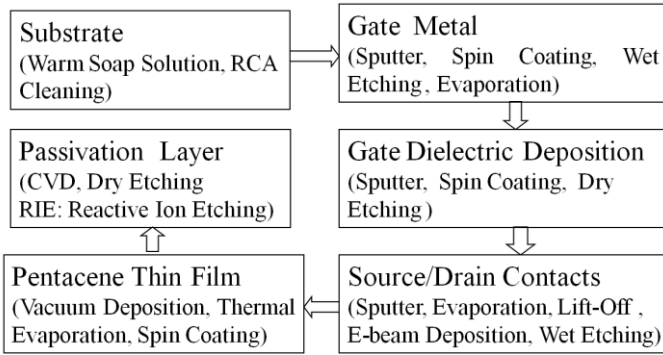 Substrate
(Warm Soap Solution, RCA
Cleaning)
Gate Metal
(Sputter, Spin Coating, Wet
Etching, Evaporation)
Gate Dielectric Deposition
(Sputter, Spin Coating, Dry
Etching)
Source/Drain Contacts
(Sputter, Evaporation, Lift-Off ,
E-beam Deposition, Wet Etching)
Pentacene Thin Film
(Vacuum Deposition, Thermal
Evaporation, Spin Coating)
Passivation Layer
(CVD, Dry Etching
RIE: Reactive Ion Etching)